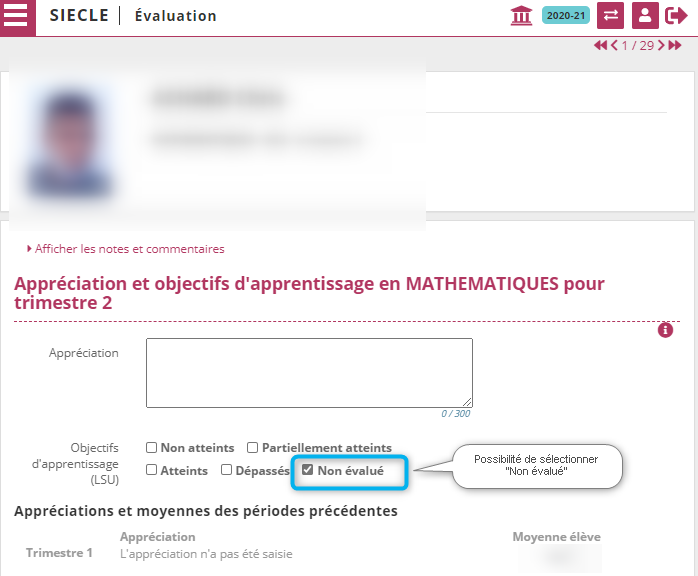 SIECLE | Évaluation
2020-21
1 / 29
Afficher les notes et commentaires
Appréciation et objectifs d'apprentissage en MATHEMATIQUES pour
trimestre 2
Appréciation
0 / 300
Objectifs
d'apprentissage
(LSU)
Non atteints Partiellement atteints
Atteints Dépassés Non évalué
Possibilité de sélectionner
"Non évalué"
Appréciations et moyennes des périodes précédentes
Appréciation Moyenne élève
Trimestre 1 L'appréciation n'a pas été saisie